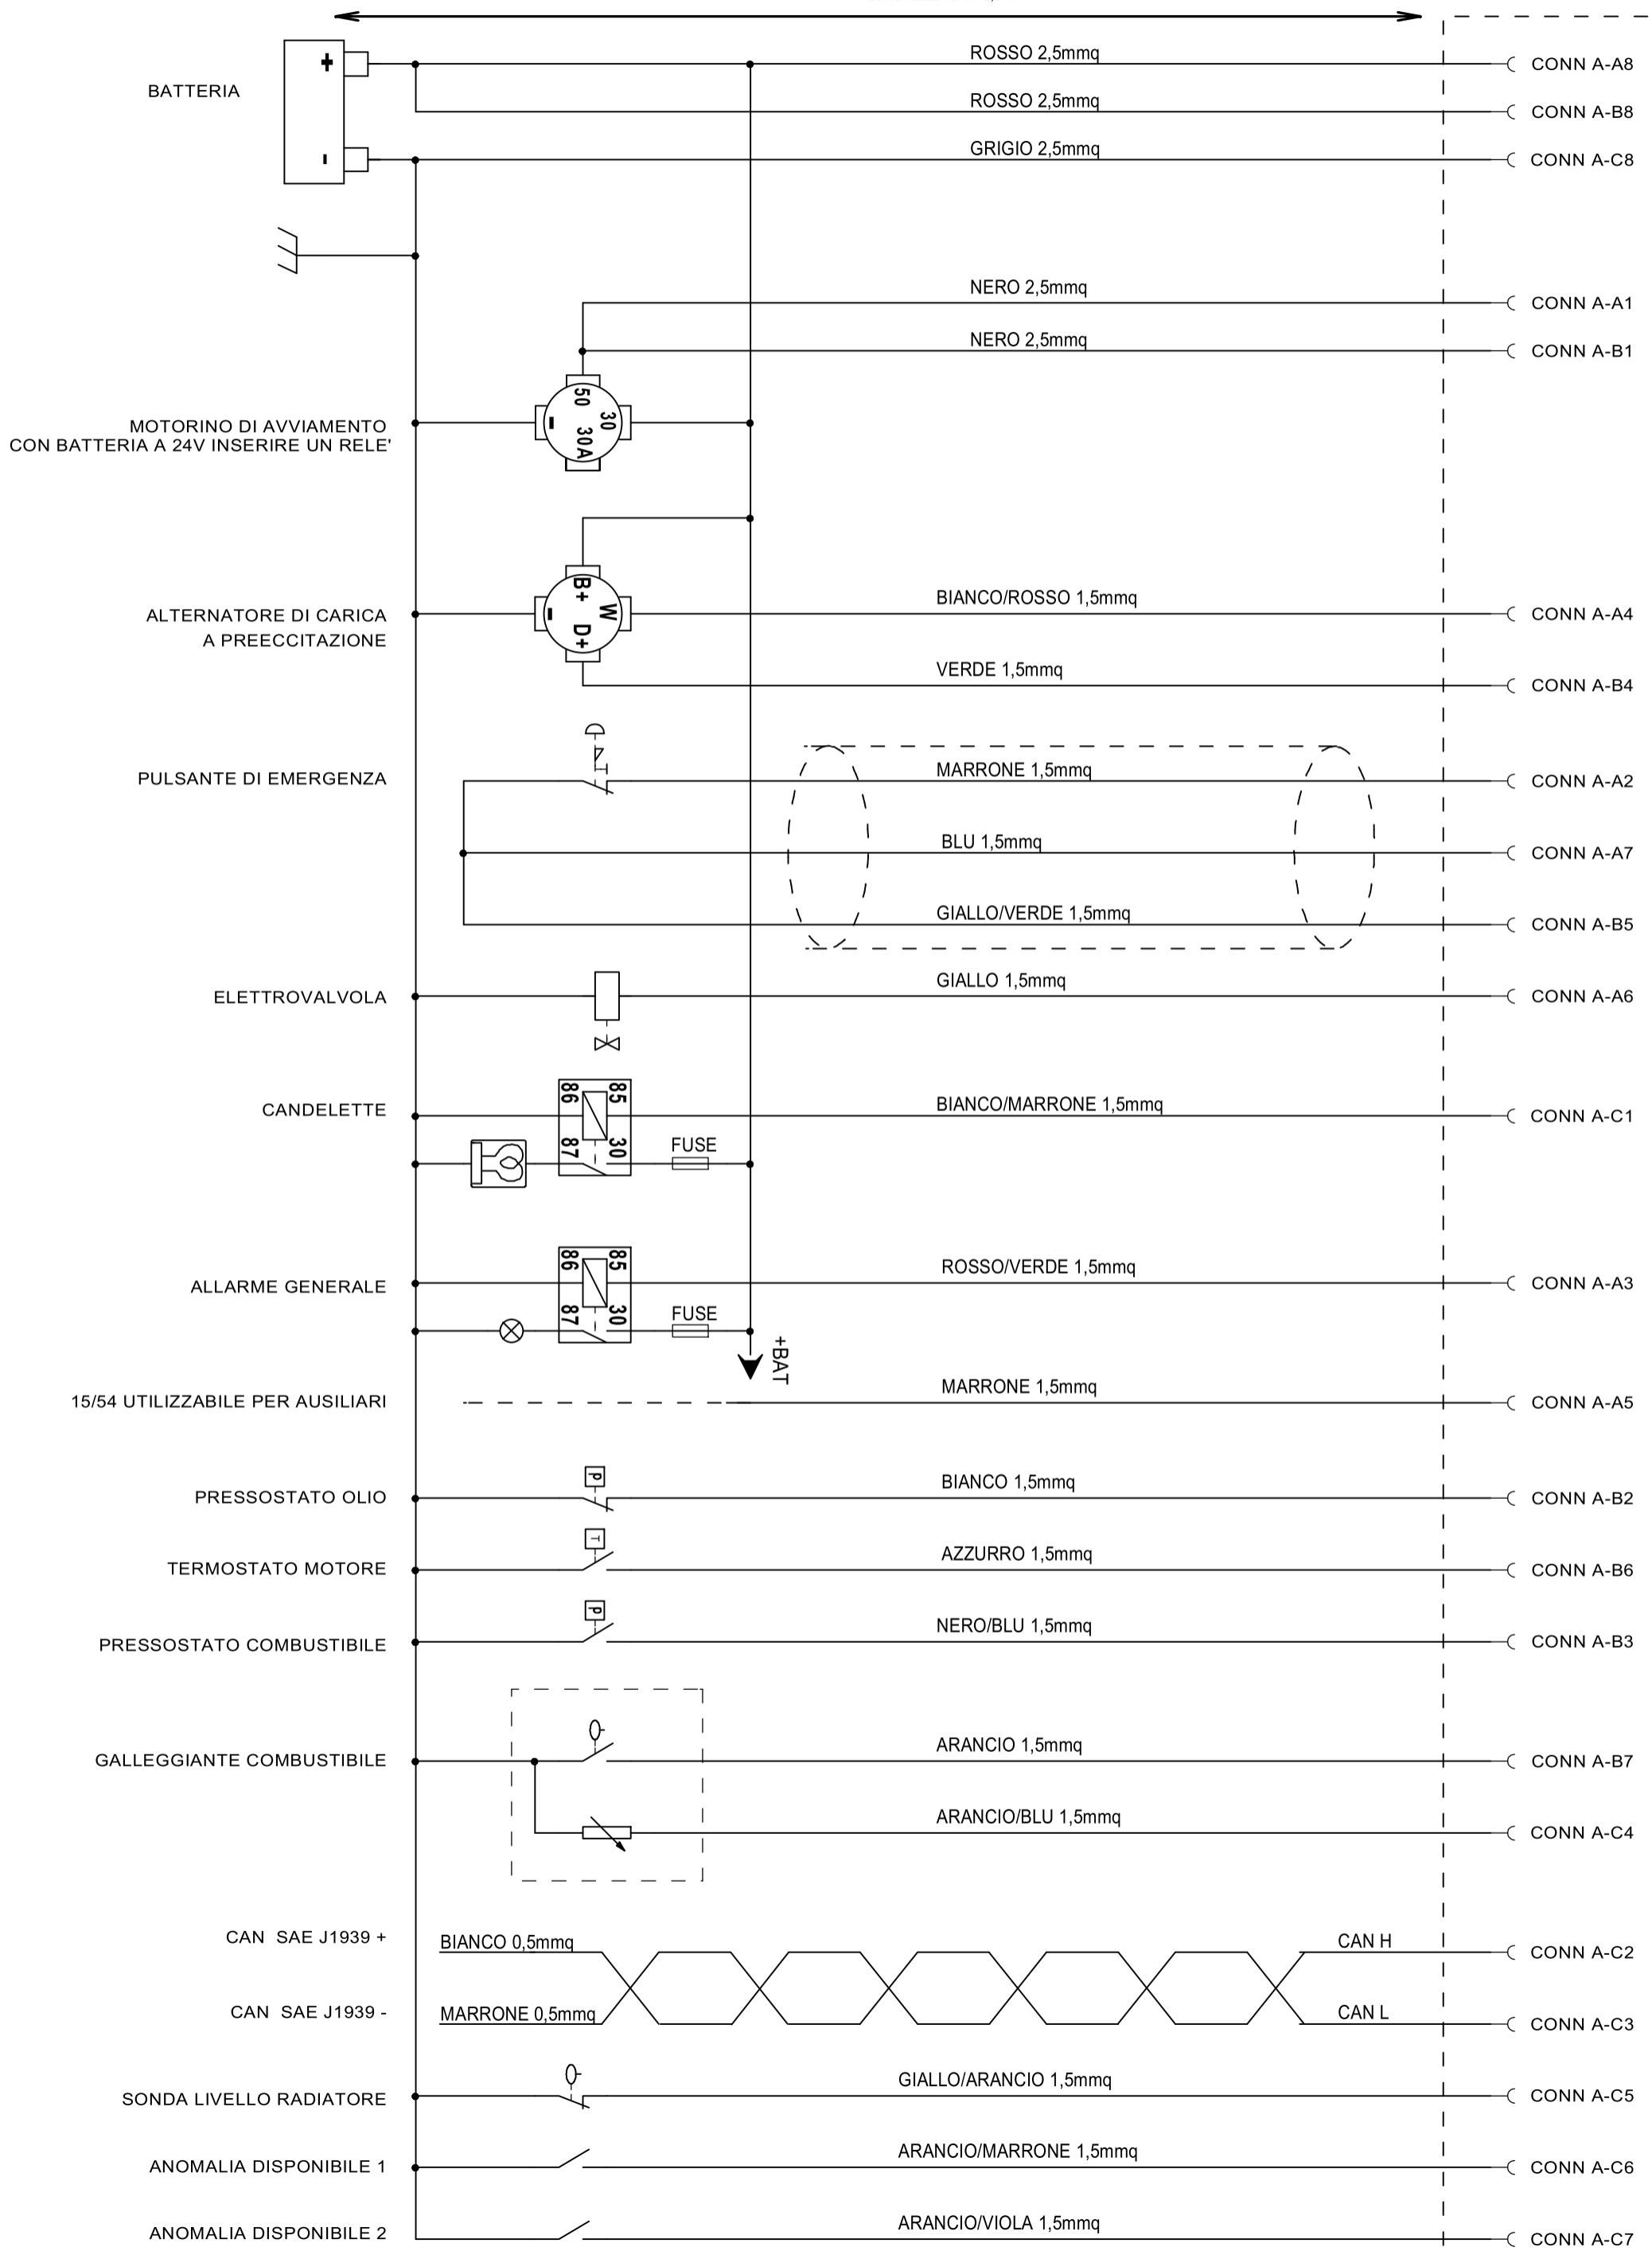 ROSSO 2,5mmq
CONN A-A8
BATTERIA
+
ROSSO 2,5mmq
CONN A-B8
-
GRIGIO 2,5mmq
CONN A-C8
NERO 2,5mmq
CONN A-A1
NERO 2,5mmq
CONN A-B1
MOTORINO DI AVVIAMENTO
CON BATTERIA A 24V INSERIRE UN RELE'
50
30
-
30A
ALTERNATORE DI CARICA
A PREECCITAZIONE
B+
W
-
D+
BIANCO/ROSSO 1,5mmq
CONN A-A4
VERDE 1,5mmq
CONN A-B4
PULSANTE DI EMERGENZA
MARRONE 1,5mmq
CONN A-A2
BLU 1,5mmq
CONN A-A7
GIALLO/VERDE 1,5mmq
CONN A-B5
ELETTROVALVOLA
GIALLO 1,5mmq
CONN A-A6
CANDELETTE
86
85
87
30
FUSE
BIANCO/MARRONE 1,5mmq
CONN A-C1
ALLARME GENERALE
86
85
87
30
FUSE
ROSSO/VERDE 1,5mmq
CONN A-A3
+BAT
15/54 UTILIZZABILE PER AUSILIARI
MARRONE 1,5mmq
CONN A-A5
PRESSOSTATO OLIO
P
BIANCO 1,5mmq
CONN A-B2
TERMOSTATO MOTORE
T
AZZURRO 1,5mmq
CONN A-B6
PRESSOSTATO COMBUSTIBILE
P
NERO/BLU 1,5mmq
CONN A-B3
GALLEGGIANTE COMBUSTIBILE
ARANCIO 1,5mmq
CONN A-B7
ARANCIO/BLU 1,5mmq
CONN A-C4
CAN SAE J1939 +
BIANCO 0,5mmq
CAN H
CONN A-C2
CAN SAE J1939 -
MARRONE 0,5mmq
CAN L
CONN A-C3
SONDA LIVELLO RADIATORE
GIALLO/ARANCIO 1,5mmq
CONN A-C5
ANOMALIA DISPONIBILE 1
ARANCIO/MARRONE 1,5mmq
CONN A-C6
ANOMALIA DISPONIBILE 2
ARANCIO/VIOLA 1,5mmq
CONN A-C7